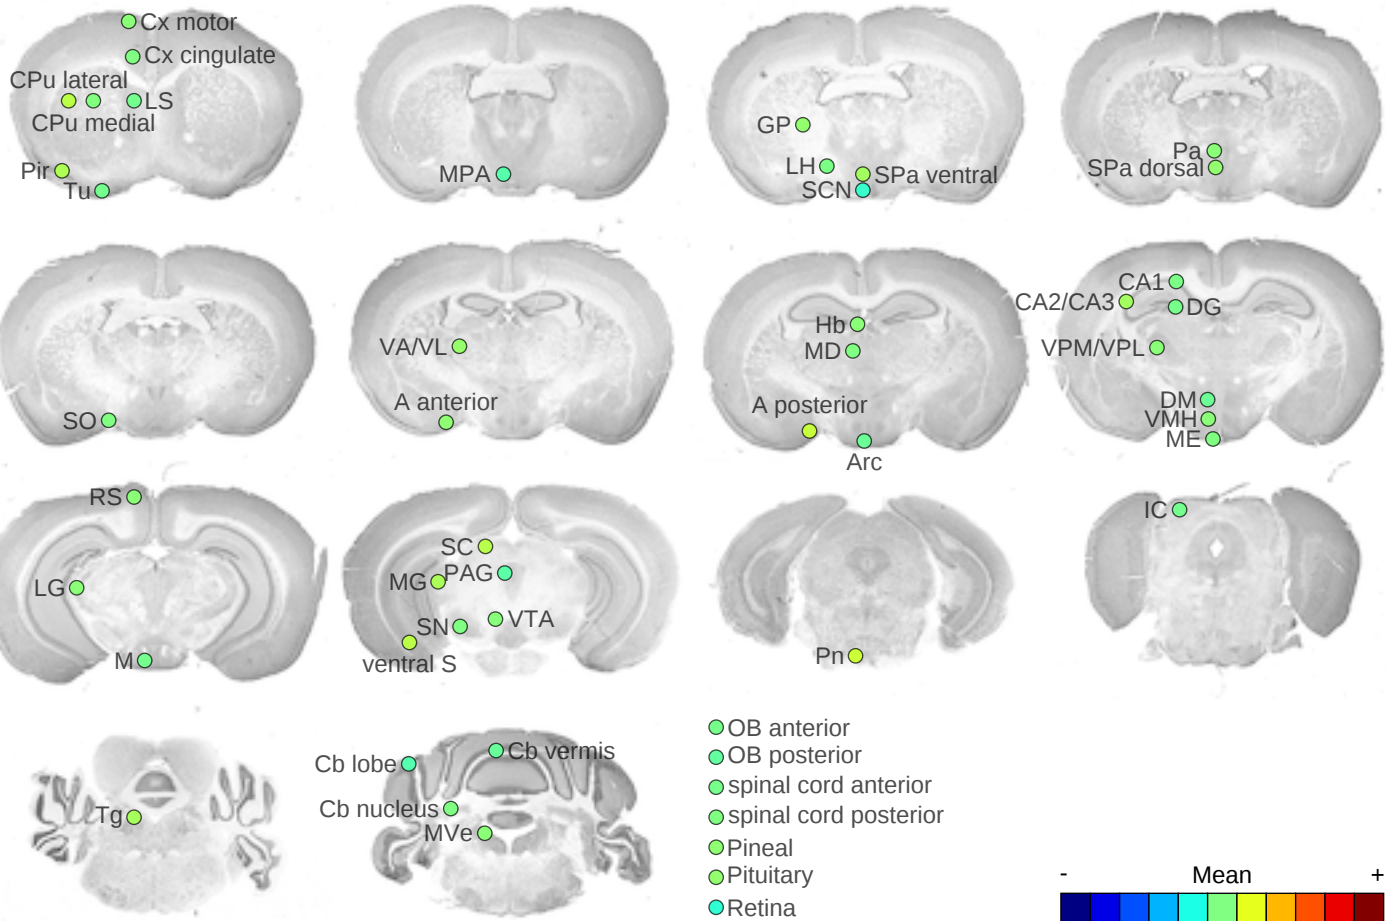 Cx motor
Cx cingulate
CPu lateral
LS
CPu medial
Pir
Tu
MPA
GP
LH
SPa ventral
SCN
Pa
SPa dorsal
SO
VA/VL
A anterior
Hb
MD
A posterior
Arc
CA1
CA2/CA3
DG
VPM/VPL
DM
VMH
ME
RS
LG
M
SC
MG
PAG
SN
VTA
ventral S
Pn
IC
Tg
Cb lobe
Cb vermis
Cb nucleus
MVe
OB anterior
OB posterior
spinal cord anterior
spinal cord posterior
Pineal
Pituitary
Retina
- Mean +